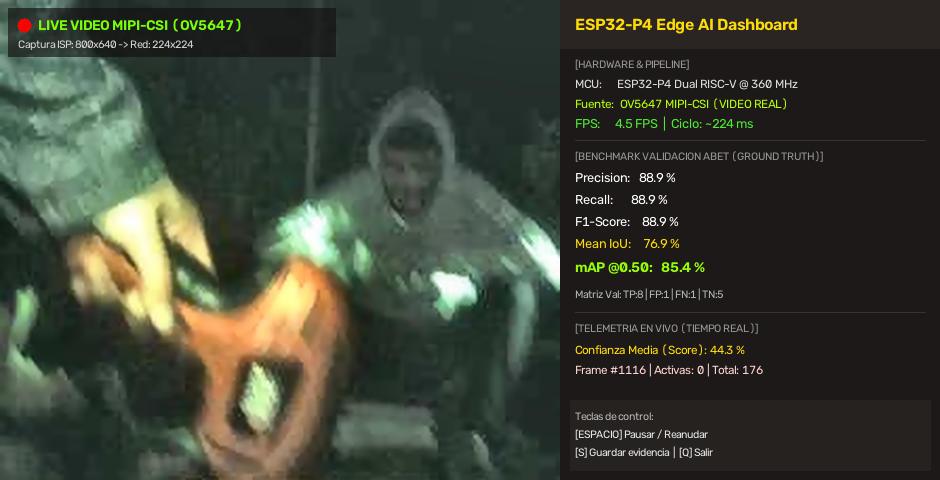 LIVE VIDEO MIPI-CSI (OV5647)
Captura ISP: 800x640 -> Red: 224x224
ESP32-P4 Edge AI Dashboard
[HARDWARE & PIPELINE]
MCU: ESP32-P4 Dual RISC-V @ 360 MHz
Fuente: OV5647 MIPI-CSI (VIDEO REAL)
FPS: 4.5 FPS | Ciclo: ~224 ms
[BENCHMARK VALIDACION ABET (GROUND TRUTH)]
Precision: 88.9 %
Recall: 88.9 %
F1-Score: 88.9 %
Mean IoU: 76.9 %
mAP @0.50: 85.4 %
Matriz Val: TP:8 | FP:1 | FN:1 | TN:5
[TELEMETRIA EN VIVO (TIEMPO REAL)]
Confianza Media (Score): 44.3 %
Frame #1116 | Activas: 0 | Total: 176
Teclas de control:
[ESPACIO] Pausar / Reanudar
[S] Guardar evidencia | [Q] Salir